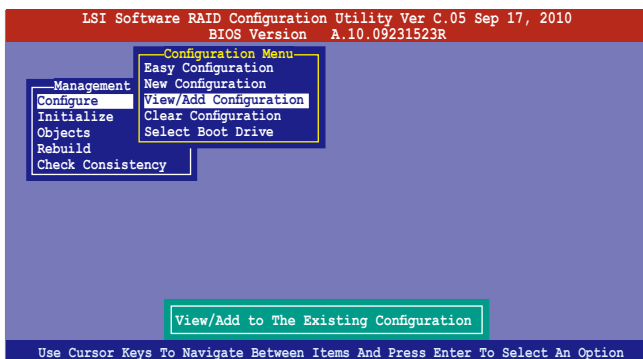 LSI Software RAID Configuration Utility Ver C.05 Sep 17, 2010
BIOS Version A.10.09231523R
Configuration Menu
Easy Configuration
New Configuration
View/Add Configuration
Clear Configuration
Select Boot Drive
Management
Configure
Initialize
Objects
Rebuild
Check Consistency
View/Add to The Existing Configuration
Use Cursor Keys To Navigate Between Items And Press Enter To Select An Option